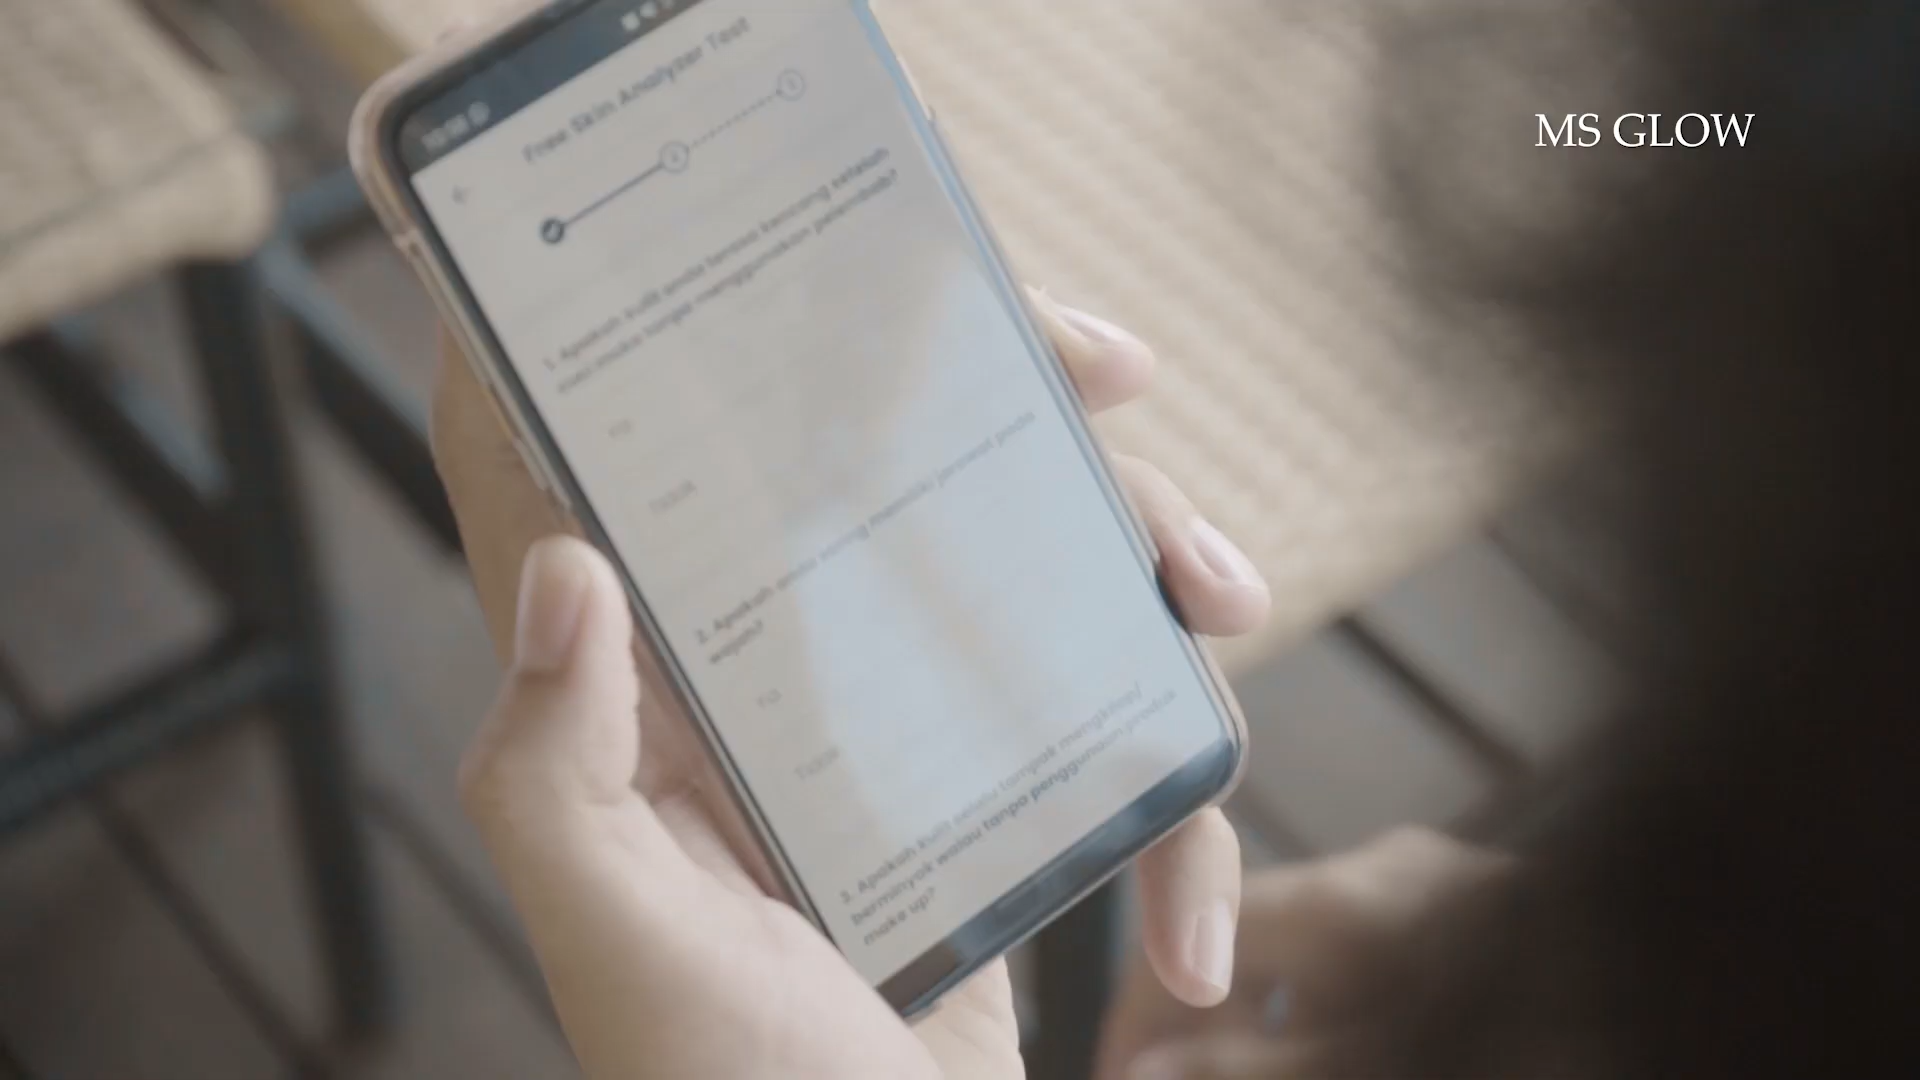 MS GLOW
Free Skin Analyzer Test
1. Apakah kulit anda terasa kencang setelah
cuci muka tanpa menggunakan pelembab?
Ya
Tidak
2. Apakah anda sering memiliki jerawat pada
wajah?
Ya
Tidak
3. Apakah kulit selalu tampak mengkilap/
berminyak walau tanpa penggunaan produk
make up?